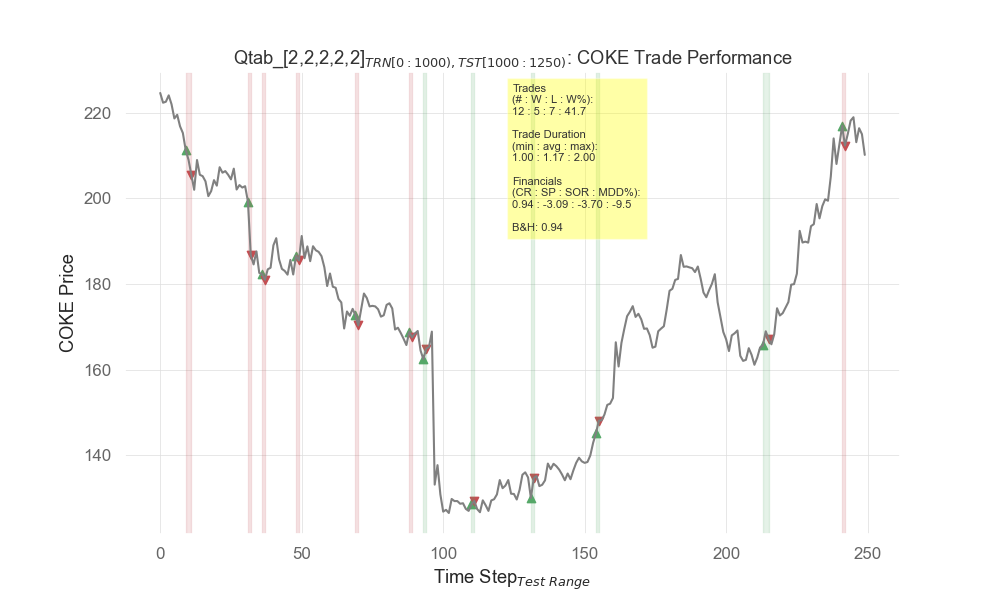 Qtab_[2,2,2,2,2]TRN[0 : 1000), TST[1000 : 1250) : COKE Trade Performance
Trades
(# : W : L : W%):
12 : 5 : 7 : 41.7
Trade Duration
(min : avg : max):
1.00 : 1.17 : 2.00
Financials
(CR : SP : SOR : MDD%):
0.94 : -3.09 : -3.70 : -9.5
B&H: 0.94
COKE Price
220
200
180
160
140
0 50 100 150 200 250
Time Step Test Range